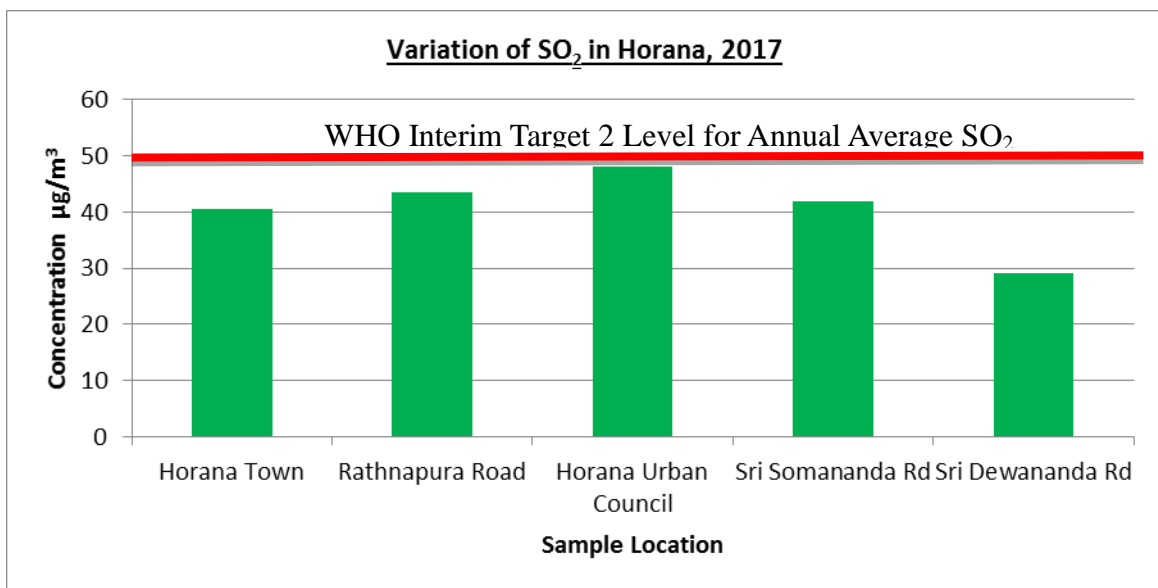 Variation of SO₂ in Horana, 2017
60
WHO Interim Target 2 Level for Annual Average SO₂
50
40
30
20
10
0
Concentration µg/m³
Horana Town
Rathnapura Road
Horana Urban
Council
Sri Somananda Rd
Sri Dewananda Rd
Sample Location